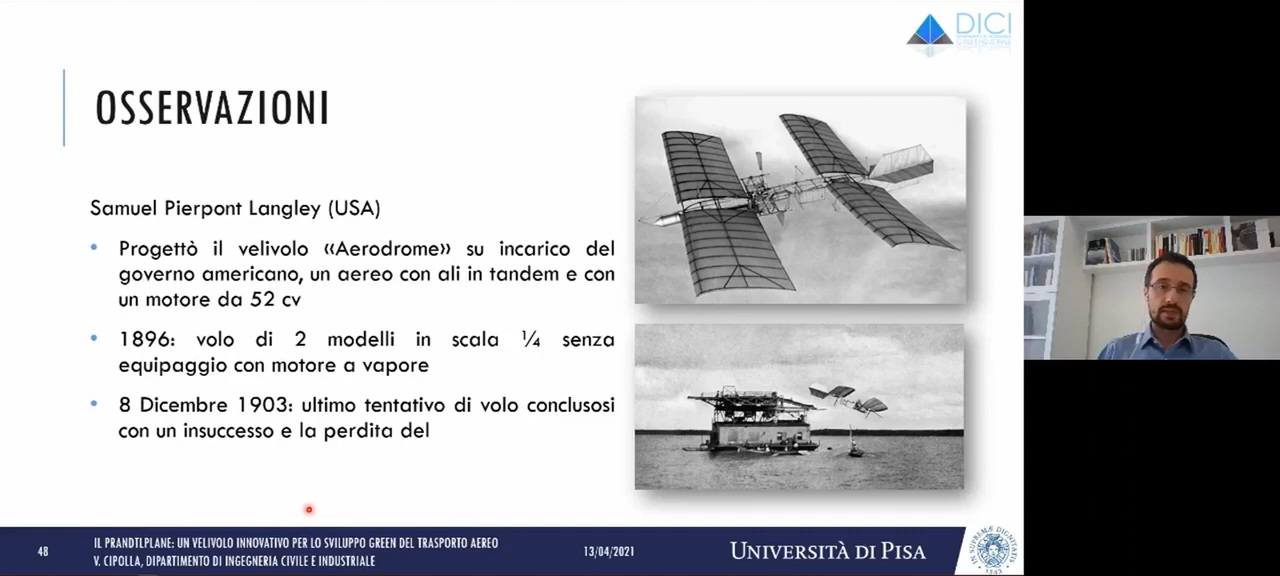 DICI
OSSERVAZIONI
Samuel Pierpont Langley (USA)
• Progettò il velivolo «Aerodrome» su incarico del
governo americano, un aereo con ali in tandem e con
un motore da 52 cv
• 1896: volo di 2 modelli in scala ¼ senza
equipaggio con motore a vapore
• 8 Dicembre 1903: ultimo tentativo di volo conclusosi
con un insuccesso e la perdita del
48
IL PRANDTLPLANE: UN VELIVOLO INNOVATIVO PER LO SVILUPPO GREEN DEL TRASPORTO AEREO
V. CIPOLLA, DIPARTIMENTO DI INGEGNERIA CIVILE E INDUSTRIALE
13/04/2021
UNIVERSITÀ DI PISA